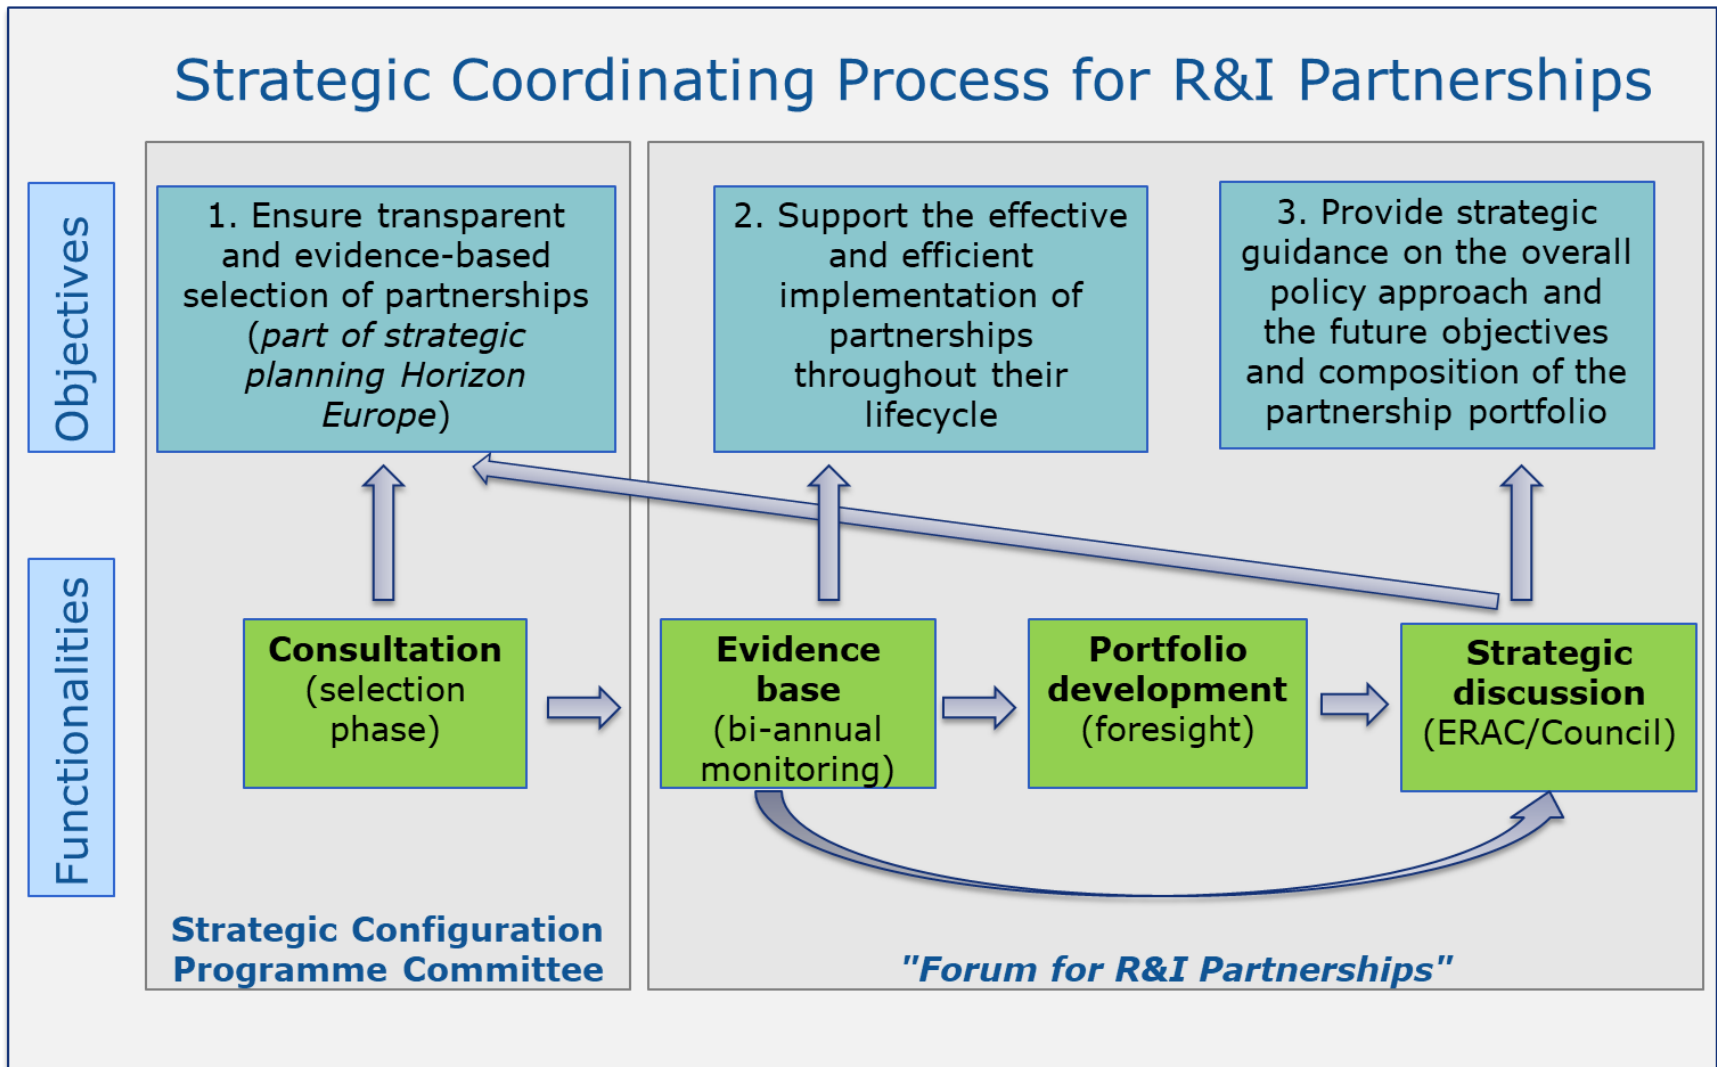 Strategic Coordinating Process for R&I Partnerships
Objectives
1. Ensure transparent
and evidence-based
selection of partnerships
(part of strategic
planning Horizon
Europe)
2. Support the effective
and efficient
implementation of
partnerships
throughout their
lifecycle
3. Provide strategic
guidance on the overall
policy approach and
the future objectives
and composition of the
partnership portfolio
Functionalities
Consultation
(selection
phase)
Evidence
base
(bi-annual
monitoring)
Portfolio
development
(foresight)
Strategic
discussion
(ERAC/Council)
Strategic Configuration
Programme Committee
"Forum for R&I Partnerships"